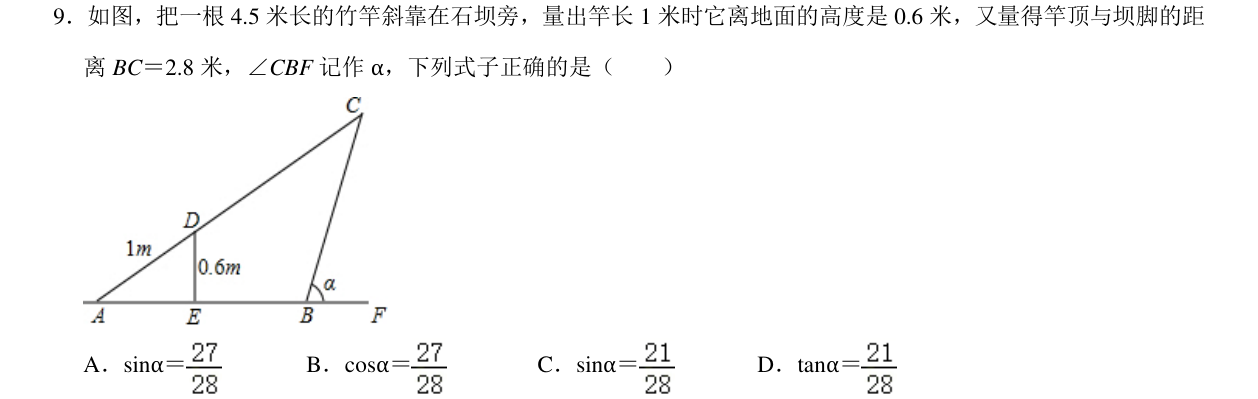 9．如图，把一根 4.5 米长的竹竿斜靠在石坝旁，量出竿长 1 米时它离地面的高度是 0.6 米，又量得竿顶与坝脚的距
离 BC＝2.8 米，∠CBF 记作 α，下列式子正确的是（　　）
C
D
1m
0.6m
α
A E B F
A．sinα＝27/28 B．cosα＝27/28 C．sinα＝21/28 D．tanα＝21/28